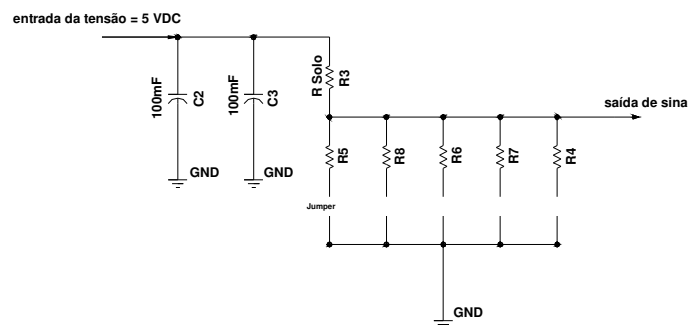 entrada da tensão = 5 VDC
100mF
C2
100mF
C3
R Solo
R3
saída de sina
R5
R8
R6
R7
R4
GND
GND
Jumper
GND